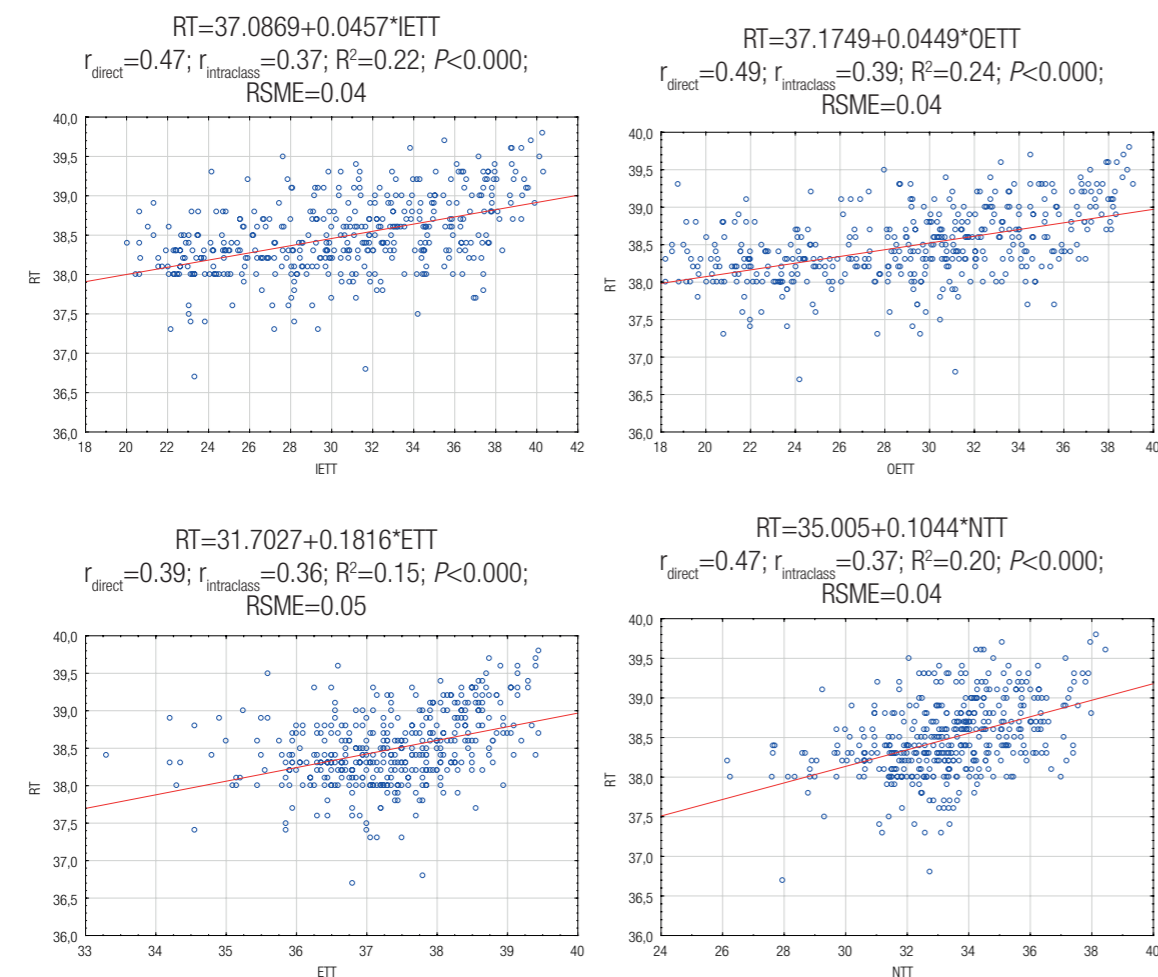 RT=37.0869+0.0457*IETT
r_direct=0.47; r_intraclass=0.37; R²=0.22; P<0.000;
RSME=0.04
40,0
39,5
39,0
38,5
38,0
37,5
37,0
36,5
36,0
RT
18 20 22 24 26 28 30 32 34 36 38 40 42
IETT
RT=37.1749+0.0449*OETT
r_direct=0.49; r_intraclass=0.39; R²=0.24; P<0.000;
RSME=0.04
40,0
39,5
39,0
38,5
38,0
37,5
37,0
36,5
36,0
RT
18 20 22 24 26 28 30 32 34 36 38 40
OETT
RT=31.7027+0.1816*ETT
r_direct=0.39; r_intraclass=0.36; R²=0.15; P<0.000;
RSME=0.05
40,0
39,5
39,0
38,5
38,0
37,5
37,0
36,5
36,0
RT
33 34 35 36 37 38 39 40
ETT
RT=35.005+0.1044*NTT
r_direct=0.47; r_intraclass=0.37; R²=0.20; P<0.000;
RSME=0.04
40,0
39,5
39,0
38,5
38,0
37,5
37,0
36,5
36,0
RT
24 26 28 30 32 34 36 38 40
NTT